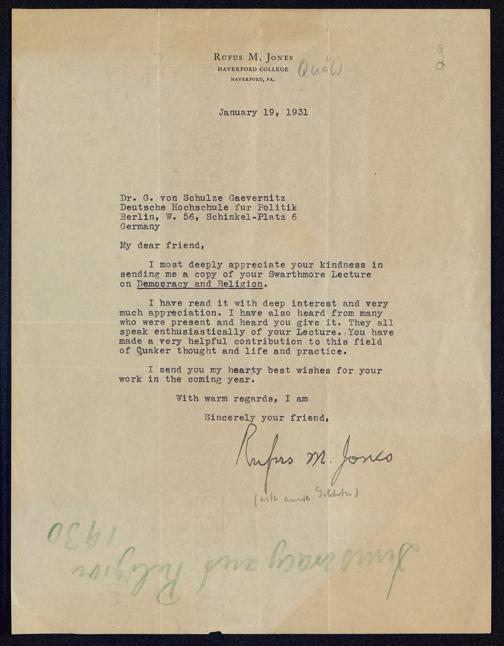 RUFUS M. JONES
HAVERFORD COLLEGE
HAVERFORD, PA.
2
January 19, 1931
Dr. G. von Schulze Gaevernitz
Deutsche Hochschule fur Politik
Berlin, W. 56, Schinkel-Platz 6
Germany
My dear friend,
I most deeply appreciate your kindness in
sending me a copy of your Swarthmore Lecture
on Democracy and Religion.
I have read it with deep interest and very
much appreciation. I have also heard from many
who were present and heard you give it. They all
speak enthusiastically of your Lecture. You have
made a very helpful contribution to this field
of Quaker thought and life and practice.
I send you my hearty best wishes for your
work in the coming year.
With warm regards, I am
Sincerely your friend,
Rufus M. Jones
Democracy and Religion
1930